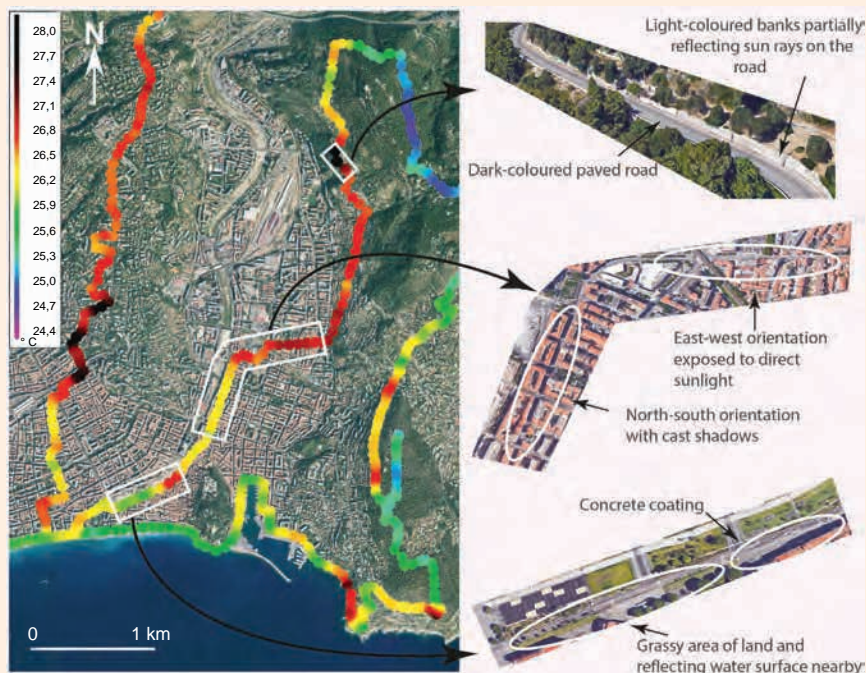 28,0
27,7
27,1
26,8
26,5
26,2
25,9
25,6
25,3
25,0
24,7
24,4
° C
N
0 1 km
Light-coloured banks partially
reflecting sun rays on the
road
Dark-coloured paved road
East-west orientation
exposed to direct
sunlight
North-south orientation
with cast shadows
Concrete coating
Grassy area of land and
reflecting water surface nearby